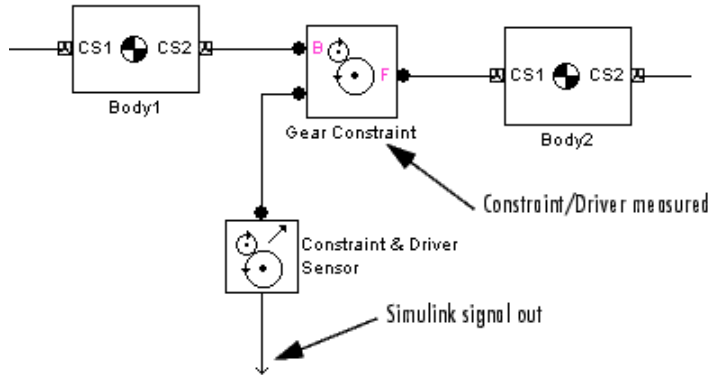 CS1 CS2
Body1
B
F
Gear Constraint
CS1 CS2
Body2
Constraint/Driver measured
Constraint & Driver
Sensor
Simulink signal out